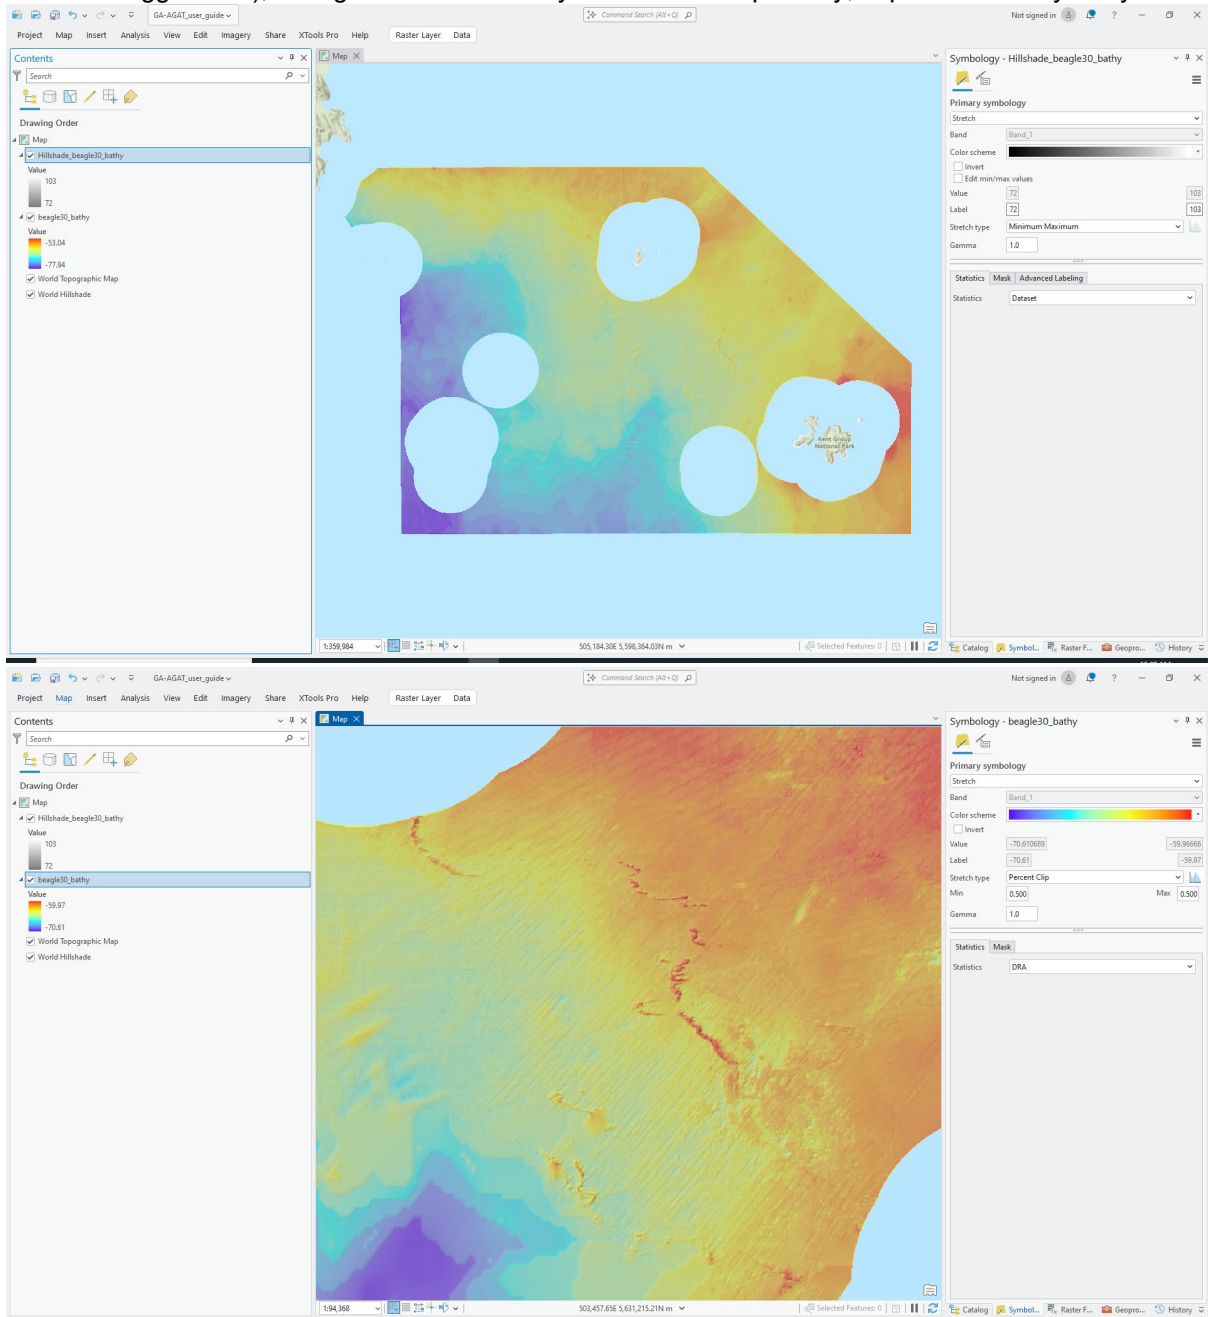 GA-AGAT_user_guide
Command Search (Alt+Q)
Not signed in
?
Project Map Insert Analysis View Edit Imagery Share XTools Pro Help Raster Layer Data
Contents
Map
Symbology - Hillshade_beagle30_bathy
Search
Primary symbology
Drawing Order
Stretch
Map
Band Band_1
Hillshade_beagle30_bathy
Color scheme
Value
Invert
103
Edit min/max values
72
Value 72 103
beagle30_bathy
Label 72 103
Value
Stretch type Minimum Maximum
-53.04
Gamma 1.0
-77.94
World Topographic Map
Statistics Mask Advanced Labeling
World Hillshade
Statistics Dataset
Kent Group
National Park
1:359,984
505,184.30E 5,598,364.03N m
Selected Features: 0
Catalog Symbol... Raster F... Geopro... History
GA-AGAT_user_guide
Command Search (Alt+Q)
Not signed in
?
Project Map Insert Analysis View Edit Imagery Share XTools Pro Help Raster Layer Data
Contents
Map
Symbology - beagle30_bathy
Search
Primary symbology
Drawing Order
Stretch
Map
Band Band_1
Hillshade_beagle30_bathy
Color scheme
Value
Invert
103
Value -70.610689 -59.96666
72
Label -70.61 -59.97
beagle30_bathy
Stretch type Percent Clip
Value
Min 0.500 Max 0.500
-59.97
Gamma 1.0
-70.61
World Topographic Map
Statistics Mask
World Hillshade
Statistics DRA
1:94,368
503,457.65E 5,631,215.21N m
Selected Features: 0
Catalog Symbol... Raster F... Geopro... History